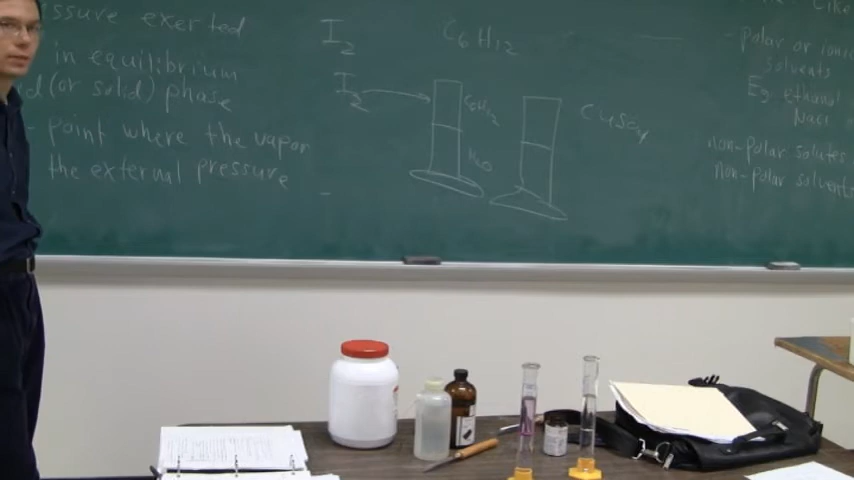 ssure exerted
in equilibrium
d (or solid) phase
- point where the vapor
the external pressure
I2
C6H12
I2
C6H12
H2O
CuSO4
Like
- polar or ionic
solvents
Eg ethanol
NaCl
non-polar solutes
non-polar solvents